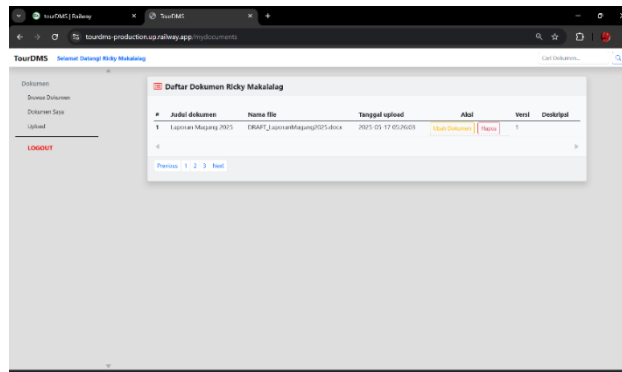 tourDMS | Railway
TourDMS
tourdms-production.up.railway.app/mydocuments
TourDMS Selamat Datang! Ricky Makalalag
Cari Dokumen...
Dokumen
Browse Dokumen
Dokumen Saya
Upload
LOGOUT
Daftar Dokumen Ricky Makalalag
# Judul dokumen Nama file Tanggal upload Aksi Versi Deskripsi
1 Laporan Magang 2025 DRAFT_LaporanMagang2025.docx 2025-05-17 05:26:03 Ubah Dokumen Hapus 1
Previous 1 2 3 Next